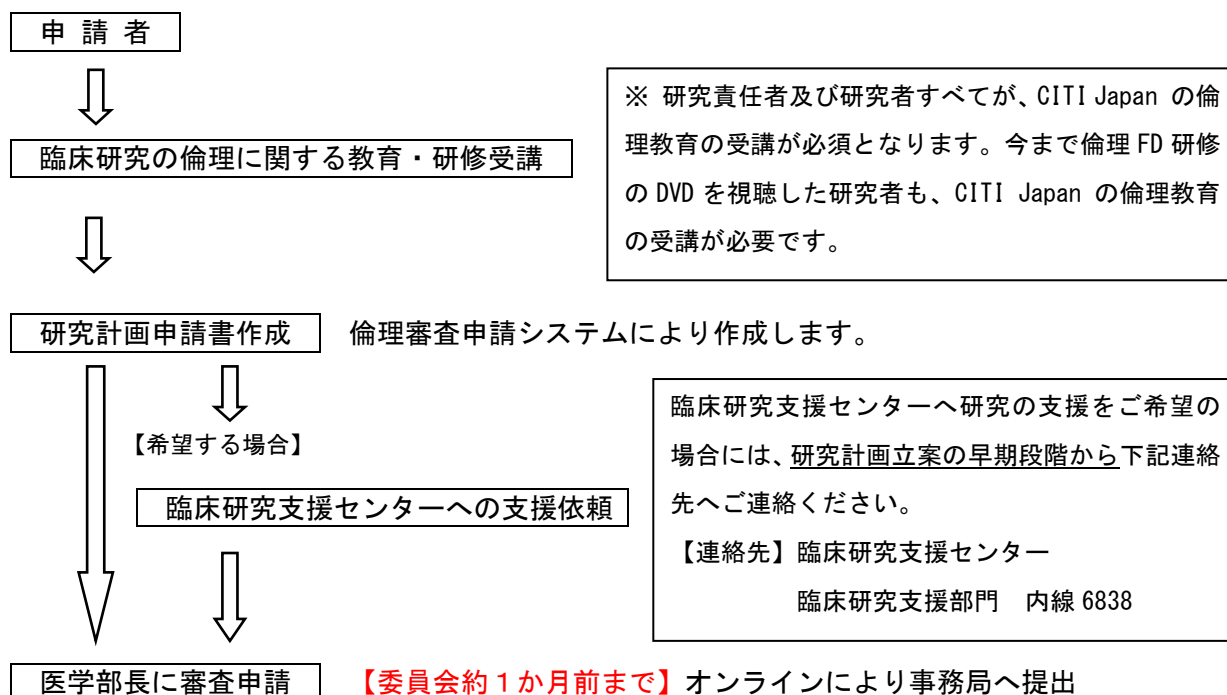 申 請 者
※ 研究責任者及び研究者すべてが、CITI Japan の倫
理教育の受講が必須となります。今まで倫理 FD 研修
の DVD を視聴した研究者も、CITI Japan の倫理教育
の受講が必要です。
臨床研究の倫理に関する教育・研修受講
研究計画申請書作成 倫理審査申請システムにより作成します。
【希望する場合】
臨床研究支援センターへの支援依頼
臨床研究支援センターへ研究の支援をご希望の
場合には、研究計画立案の早期段階から下記連絡
先へご連絡ください。
【連絡先】臨床研究支援センター
臨床研究支援部門 内線 6838
医学部長に審査申請 【委員会約１か月前まで】オンラインにより事務局へ提出